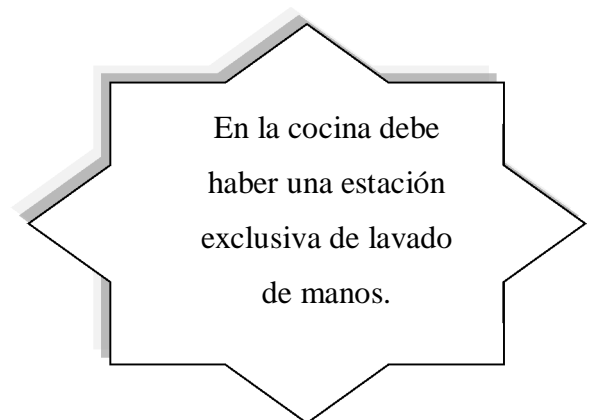 En la cocina debe
haber una estación
exclusiva de lavado
de manos.